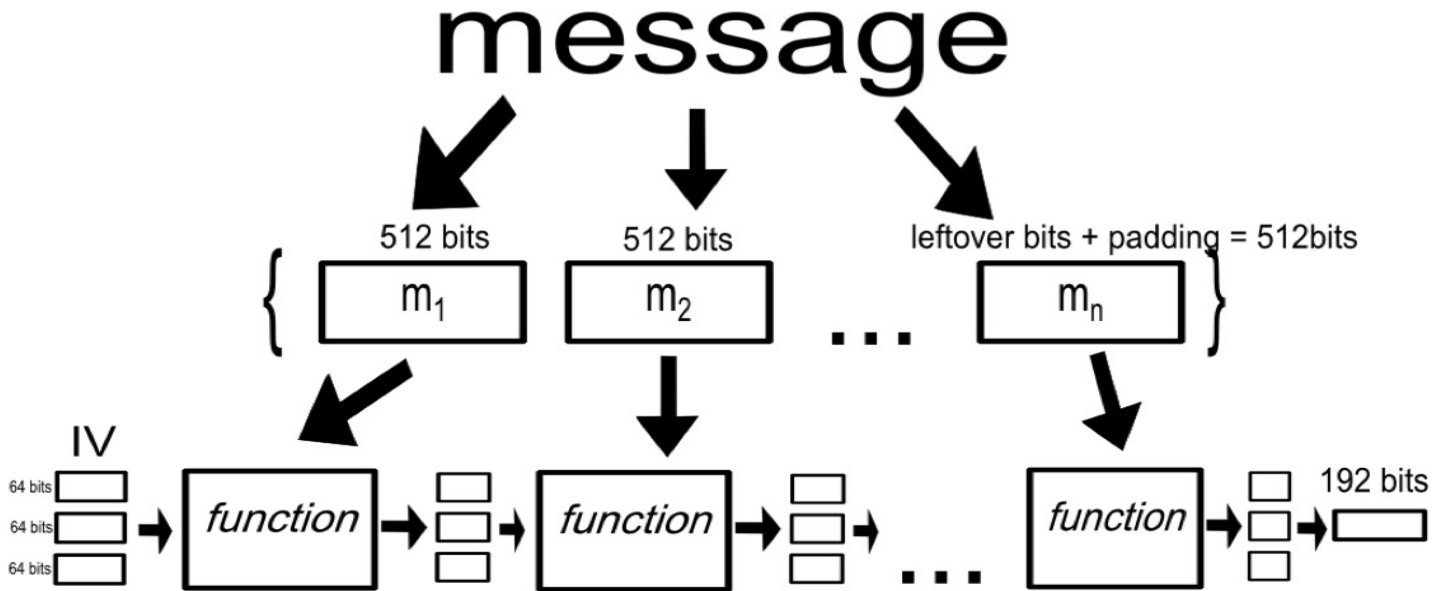 message
512 bits
512 bits
leftover bits + padding = 512bits
{
m1
m2
...
mn
}
IV
64 bits
64 bits
64 bits
function
function
...
function
192 bits